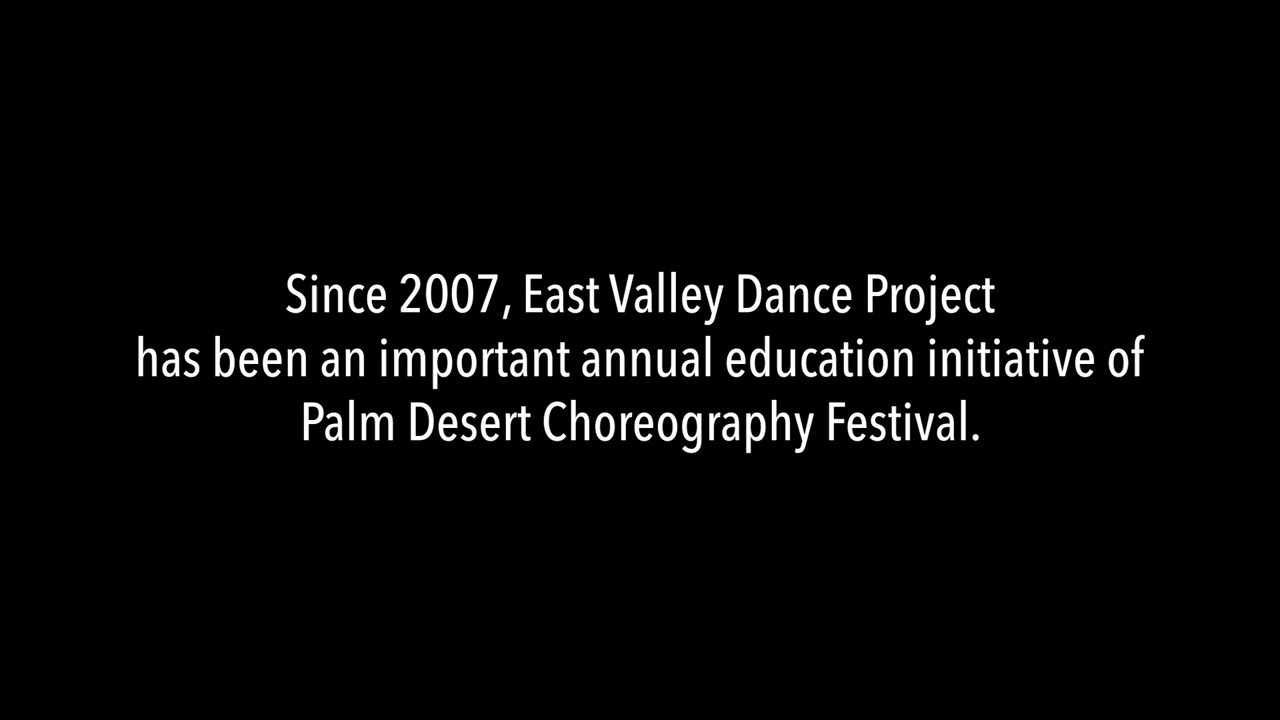 Since 2007, East Valley Dance Project
has been an important annual education initiative of
Palm Desert Choreography Festival.